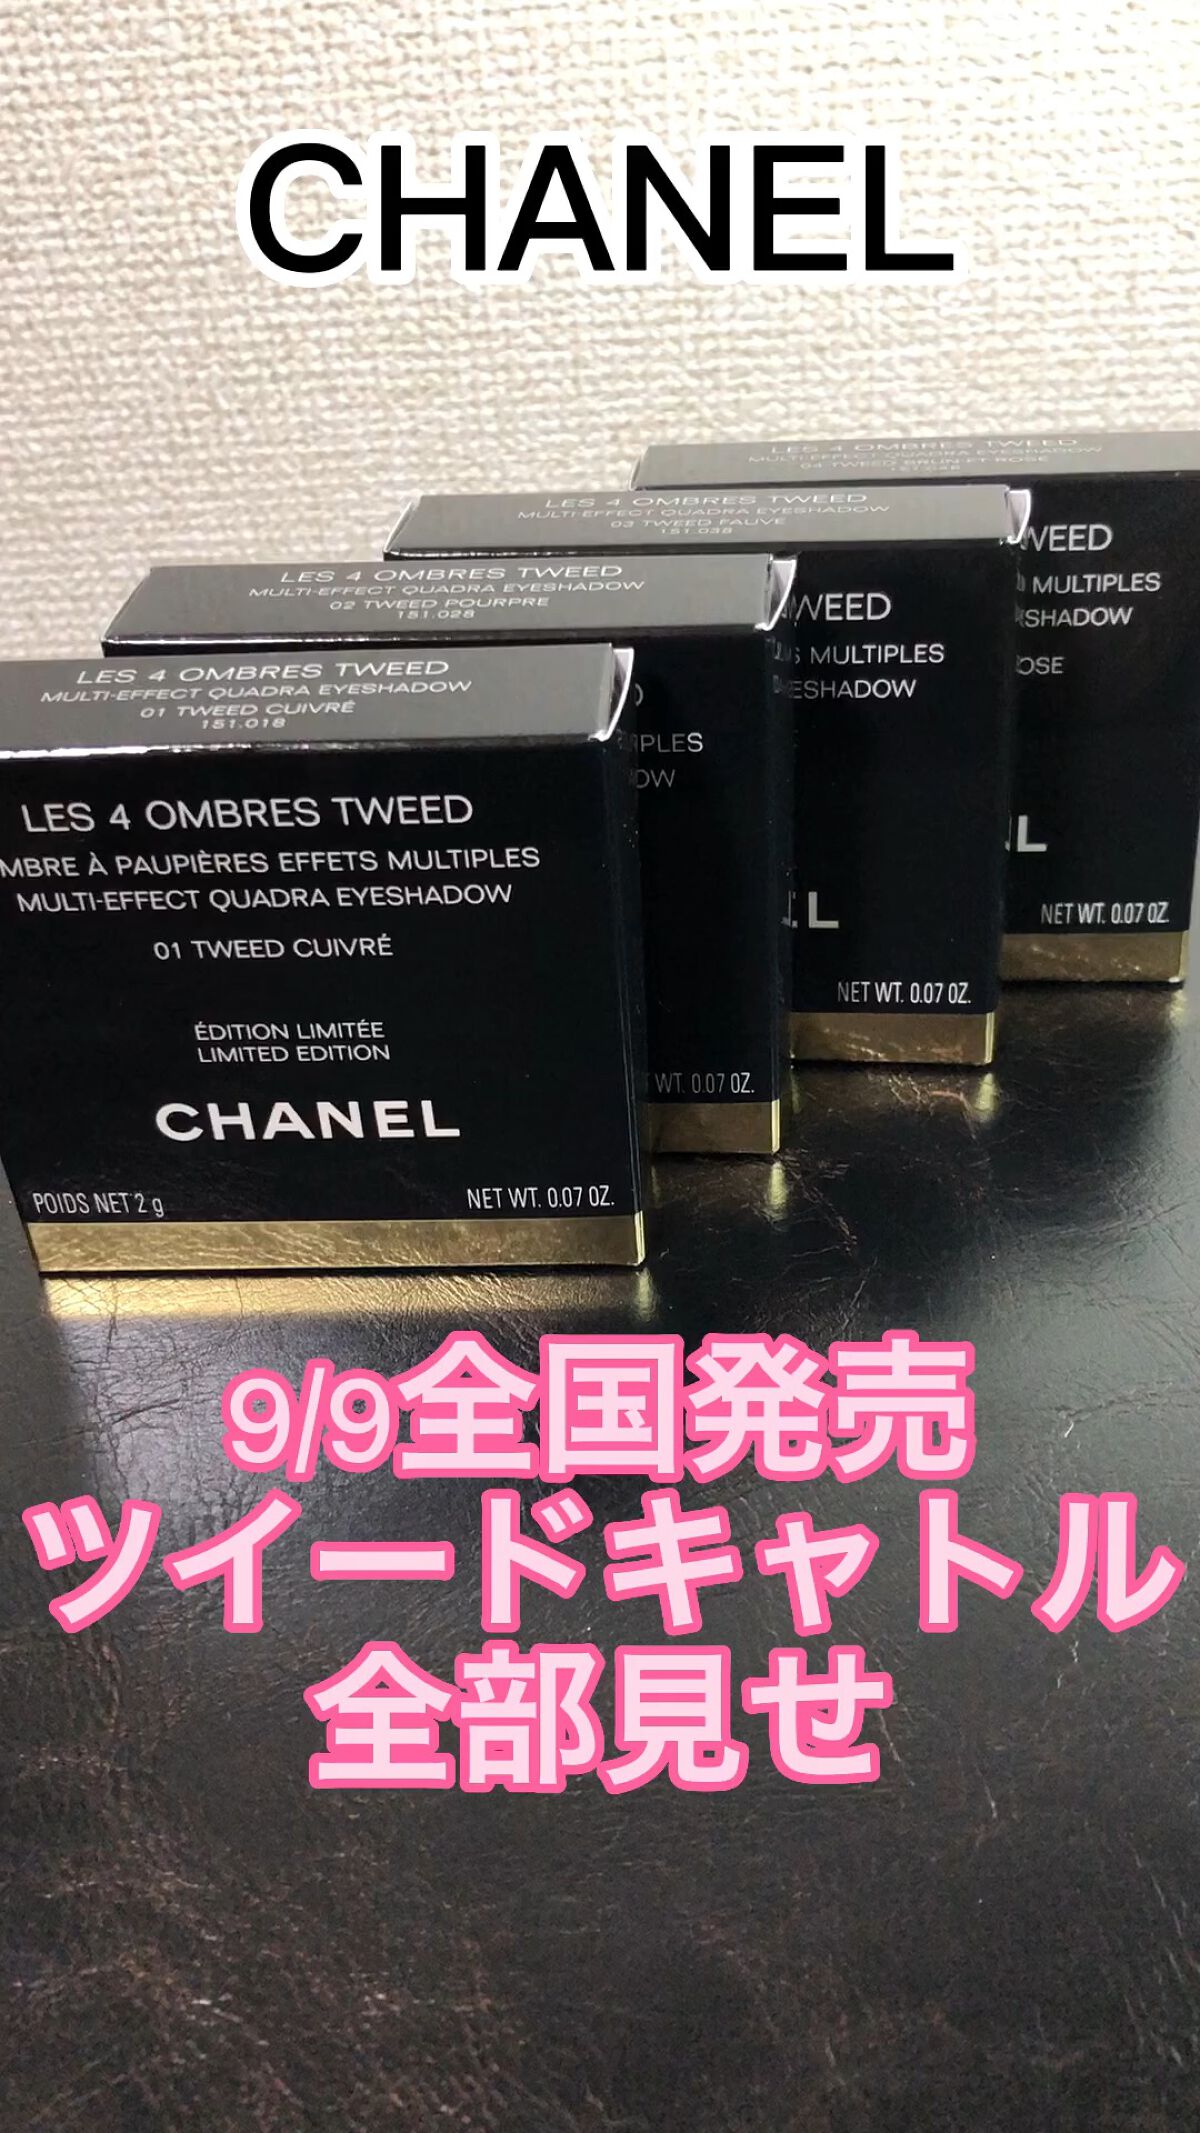 CHANEL
LES 4 OMBRES TWEED
MULTI-EFFECT QUADRA EYESHADOW
04 TWEED BRUN ET ROSE
151.048
WEED
MULTIPLES
ESHADOW
OSE
L
NET WT. 0.07 OZ.
LES 4 OMBRES TWEED
MULTI-EFFECT QUADRA EYESHADOW
03 TWEED FAUVE
151.038
WEED
S MULTIPLES
ESHADOW
EL
NET WT. 0.07 OZ.
LES 4 OMBRES TWEED
MULTI-EFFECT QUADRA EYESHADOW
02 TWEED POURPRE
151.028
D
IPLES
OW
WT. 0.07 OZ.
LES 4 OMBRES TWEED
MULTI-EFFECT QUADRA EYESHADOW
01 TWEED CUIVRÉ
151.018
LES 4 OMBRES TWEED
MBRE À PAUPIÈRES EFFETS MULTIPLES
MULTI-EFFECT QUADRA EYESHADOW
01 TWEED CUIVRÉ
ÉDITION LIMITÉE
LIMITED EDITION
CHANEL
POIDS NET 2 g NET WT. 0.07 OZ.
9/9全国発売
ツイードキャトル
全部見せ